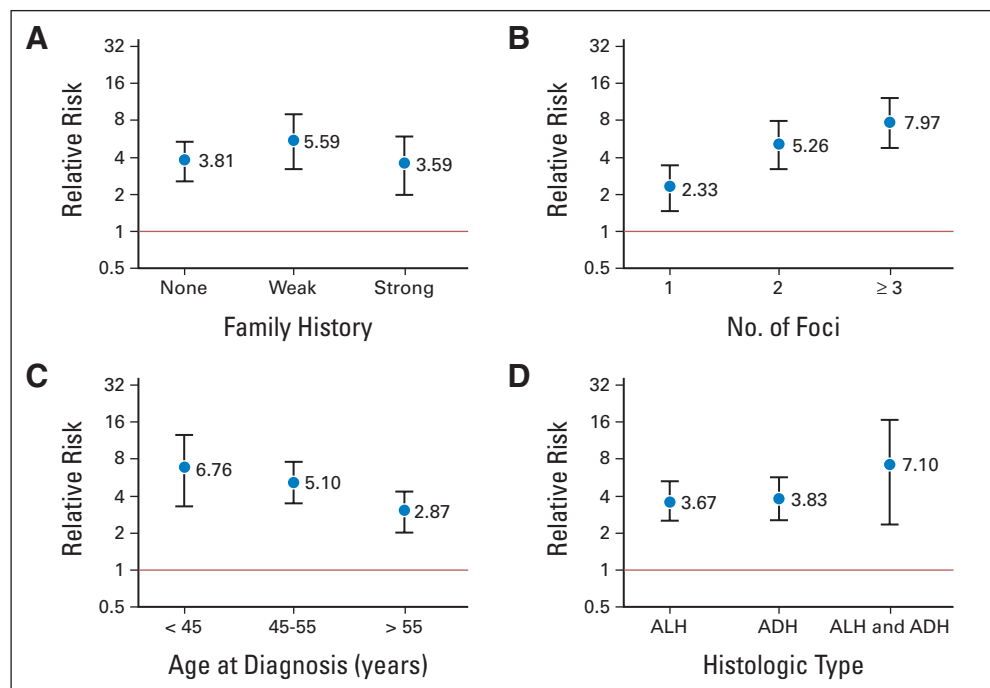 A
Relative Risk
32
16
8
4
2
1
0.5
3.81
5.59
3.59
None Weak Strong
Family History
B
Relative Risk
32
16
8
4
2
1
0.5
2.33
5.26
7.97
1 2 ≥ 3
No. of Foci
C
Relative Risk
32
16
8
4
2
1
0.5
6.76
5.10
2.87
< 45 45-55 > 55
Age at Diagnosis (years)
D
Relative Risk
32
16
8
4
2
1
0.5
3.67
3.83
7.10
ALH ADH ALH and ADH
Histologic Type